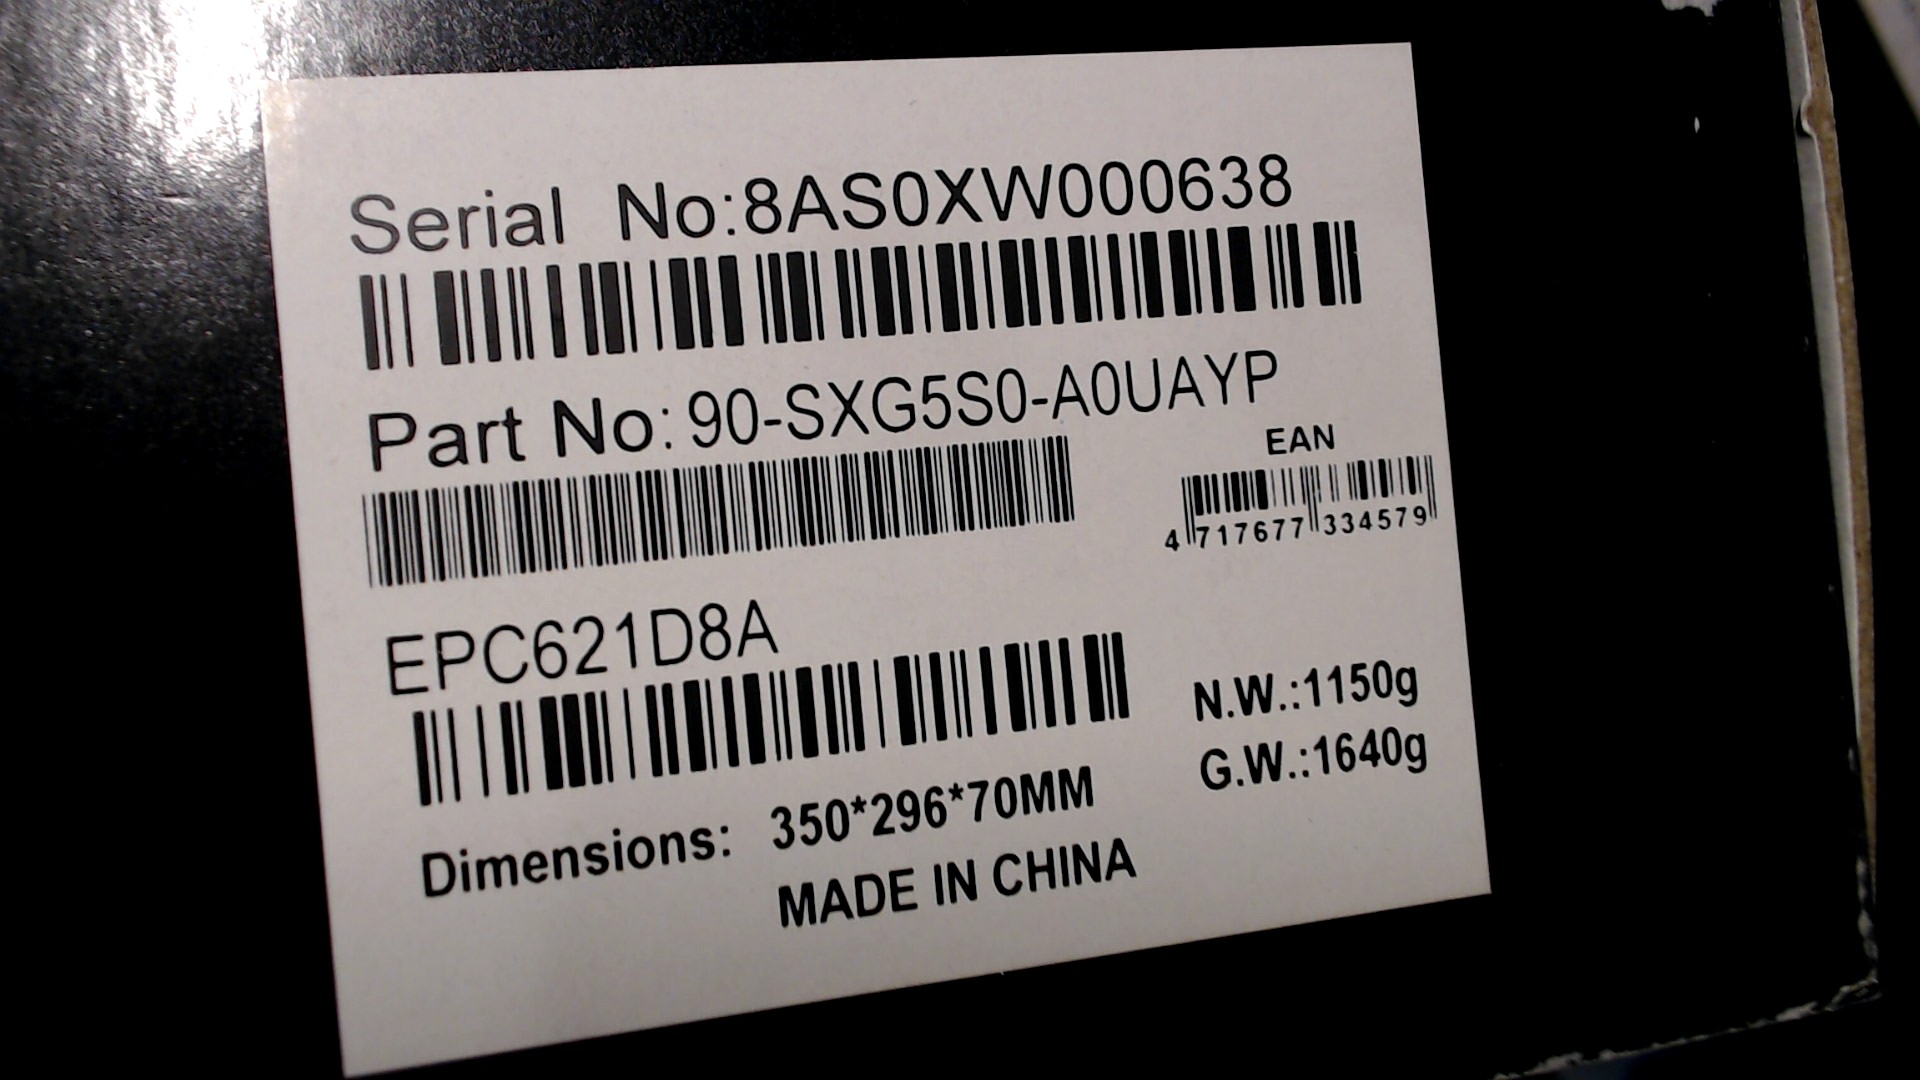 Serial No:8AS0XW000638
Part No: 90-SXG5S0-A0UAYP
EAN
4 717677 334579
EPC621D8A
N.W.:1150g
G.W.:1640g
Dimensions: 350*296*70MM
MADE IN CHINA